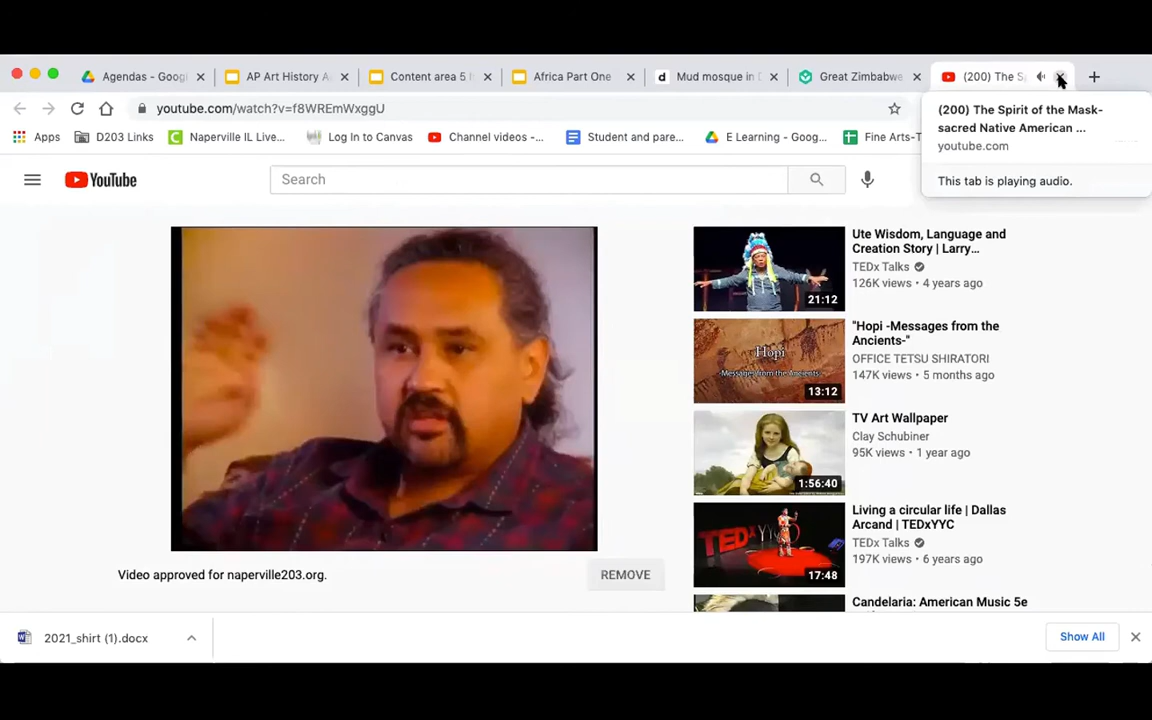 Agendas - Googl
AP Art History A
Content area 5 h
Africa Part One
Mud mosque in D
Great Zimbabwe
(200) The S
youtube.com/watch?v=f8WREmWxggU
(200) The Spirit of the Mask-
sacred Native American ...
youtube.com
This tab is playing audio.
Apps
D203 Links
Naperville IL Live...
Log In to Canvas
Channel videos -...
Student and pare...
E Learning - Goog...
Fine Arts-T
YouTube
Search
Ute Wisdom, Language and
Creation Story | Larry...
TEDx Talks
126K views • 4 years ago
21:12
"Hopi -Messages from the
Ancients-"
OFFICE TETSU SHIRATORI
147K views • 5 months ago
Hopi
-Messages from the Ancients-
13:12
TV Art Wallpaper
Clay Schubiner
95K views • 1 year ago
1:56:40
Living a circular life | Dallas
Arcand | TEDxYYC
TEDx Talks
197K views • 6 years ago
17:48
Candelaria: American Music 5e
Video approved for naperville203.org.
REMOVE
2021_shirt (1).docx
Show All